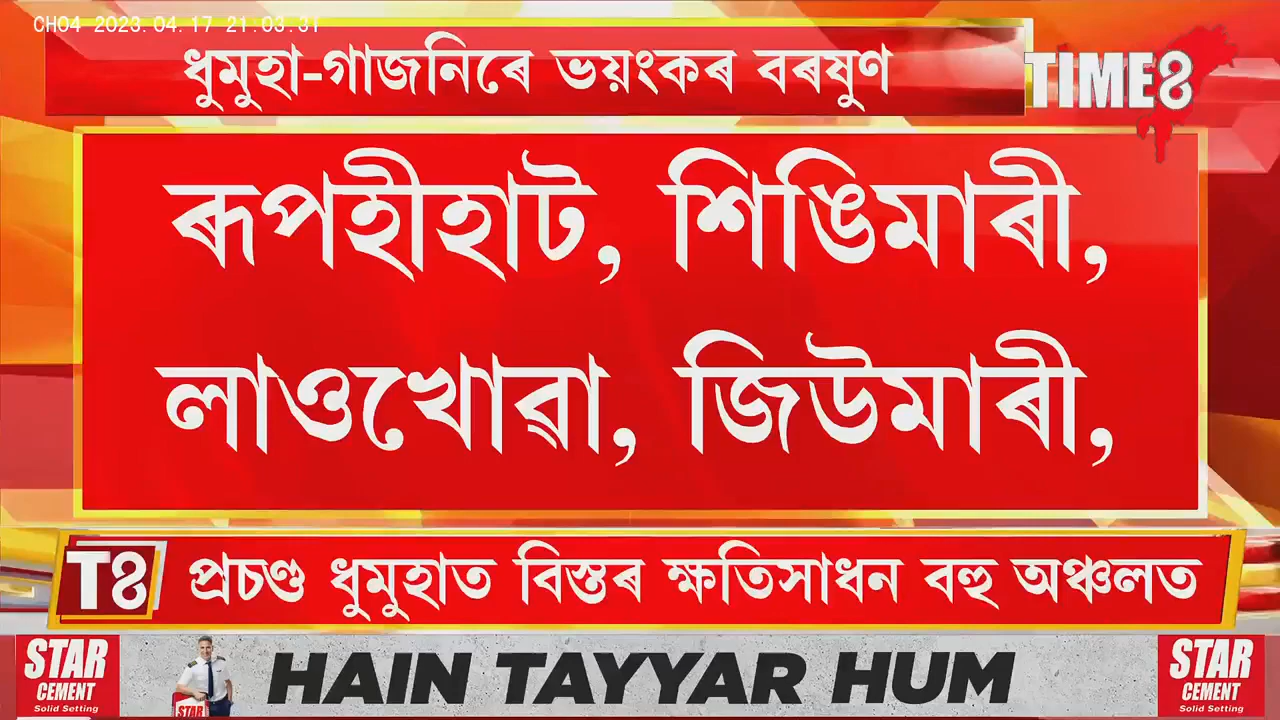 CH04 2023.04.17 21:03:31
ধুমুহা-গাজনিৰে ভয়ংকৰ বৰষুণ
TIME8
ৰূপহীহাট, শিঙিমাৰী,
লাওখোৱা, জিউমাৰী,
T8 প্ৰচণ্ড ধুমুহাত বিস্তৰ ক্ষতিসাধন বহু অঞ্চলত
STAR
CEMENT
Solid Setting
STAR
HAIN TAYYAR HUM
STAR
CEMENT
Solid Setting